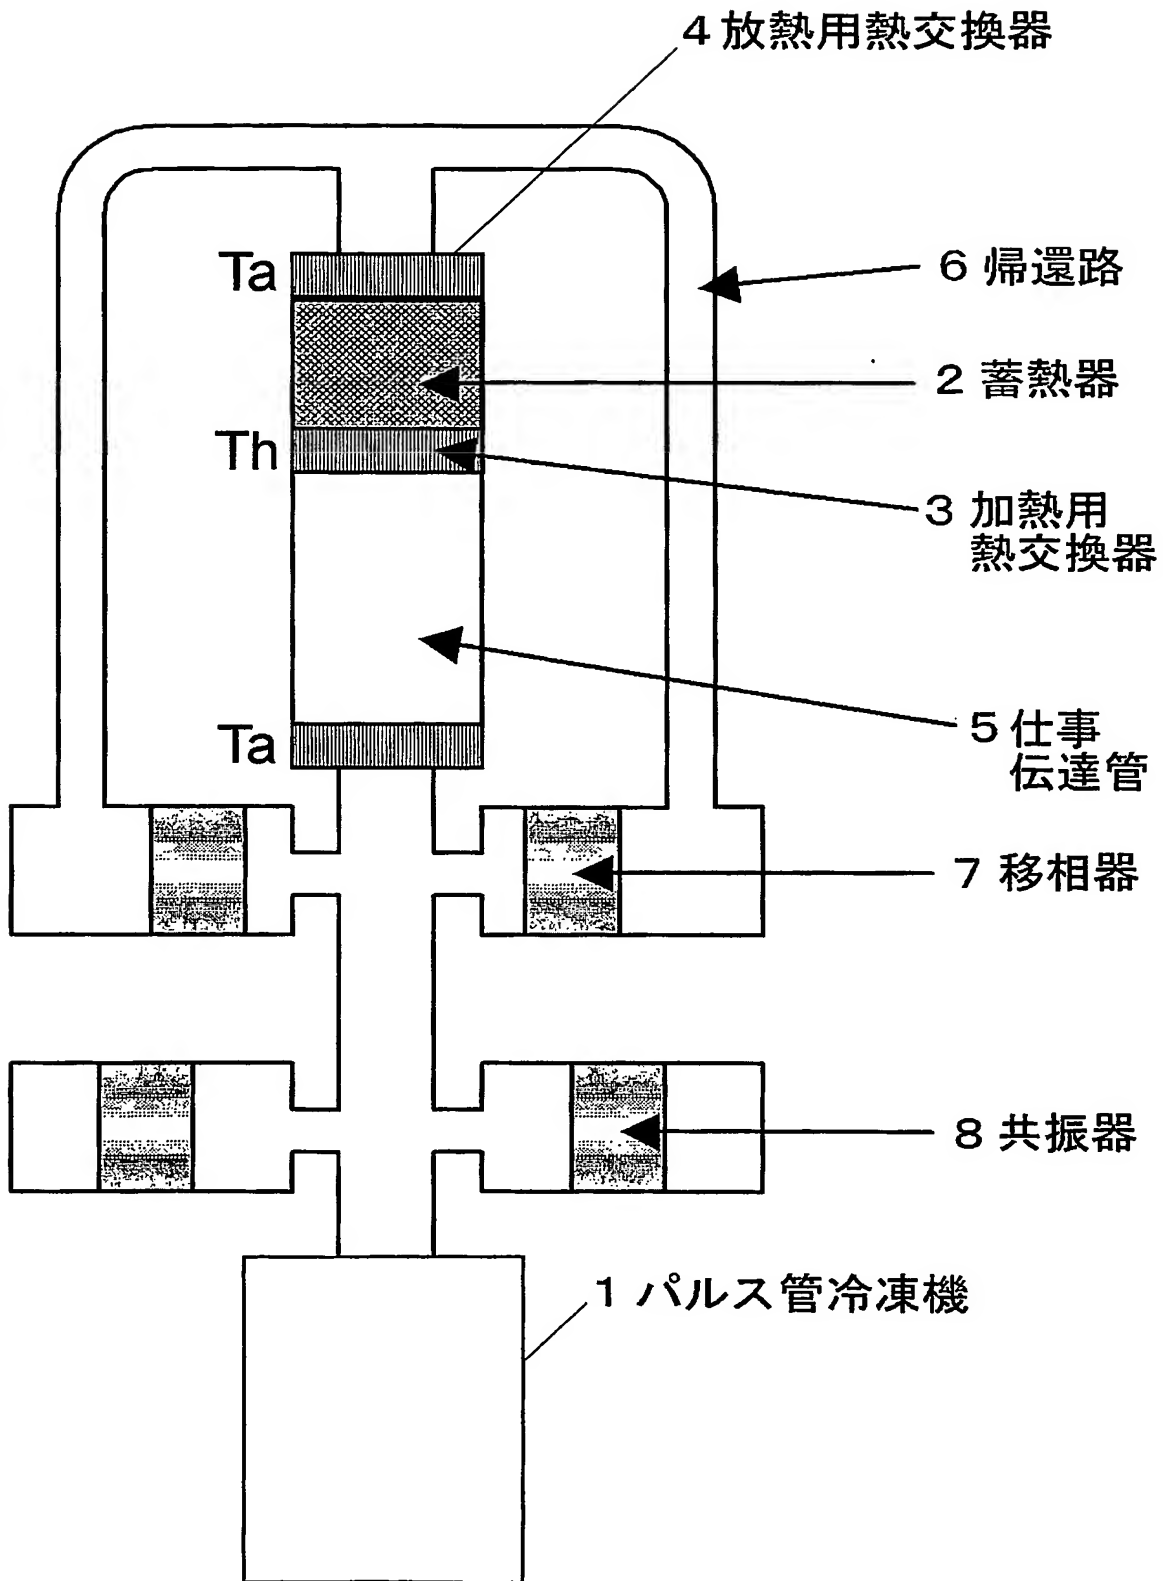 4 放熱用熱交換器
Ta
6 帰還路
2 蓄熱器
Th
3 加熱用
熱交換器
5 仕事
伝達管
Ta
7 移相器
8 共振器
1 パルス管冷凍機